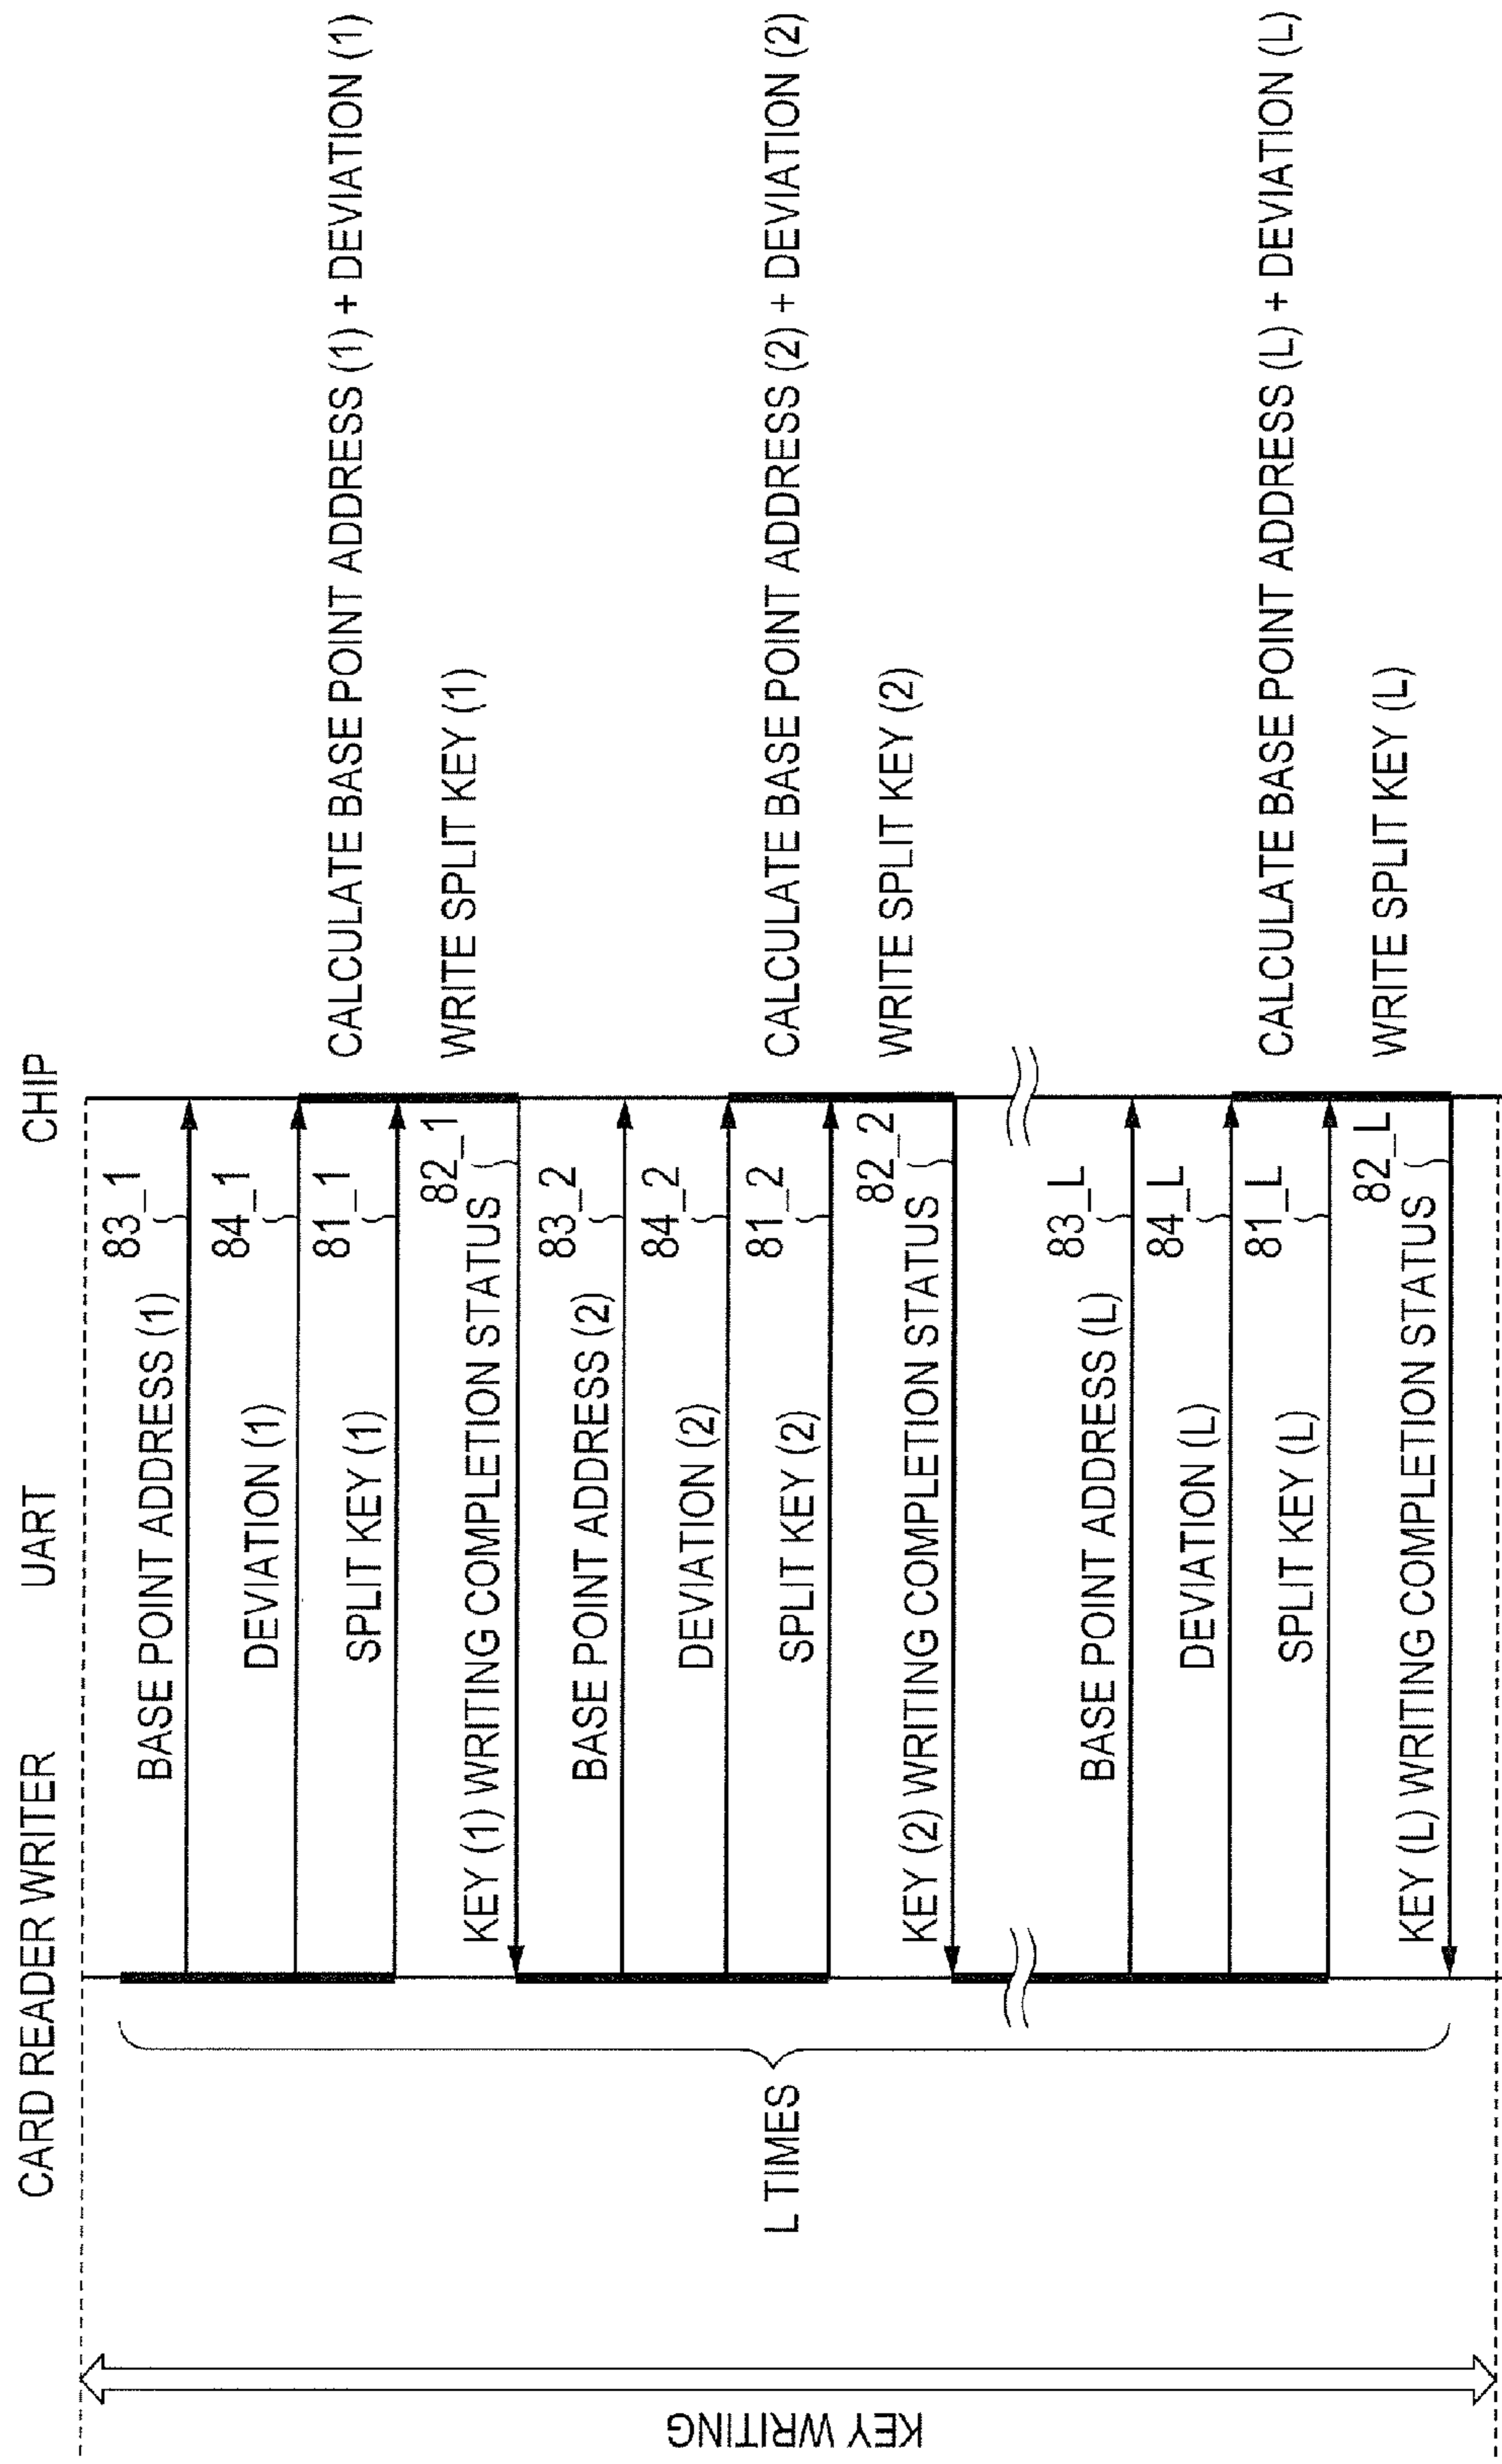 CARD READER WRITER
UART
CHIP
BASE POINT ADDRESS (1)
83_1
DEVIATION (1)
84_1
CALCULATE BASE POINT ADDRESS (1) + DEVIATION (1)
SPLIT KEY (1)
81_1
WRITE SPLIT KEY (1)
KEY (1) WRITING COMPLETION STATUS
82_1
BASE POINT ADDRESS (2)
83_2
DEVIATION (2)
84_2
CALCULATE BASE POINT ADDRESS (2) + DEVIATION (2)
SPLIT KEY (2)
81_2
WRITE SPLIT KEY (2)
KEY (2) WRITING COMPLETION STATUS
82_2
BASE POINT ADDRESS (L)
83_L
DEVIATION (L)
84_L
CALCULATE BASE POINT ADDRESS (L) + DEVIATION (L)
SPLIT KEY (L)
81_L
WRITE SPLIT KEY (L)
KEY (L) WRITING COMPLETION STATUS
82_L
L TIMES
KEY WRITING